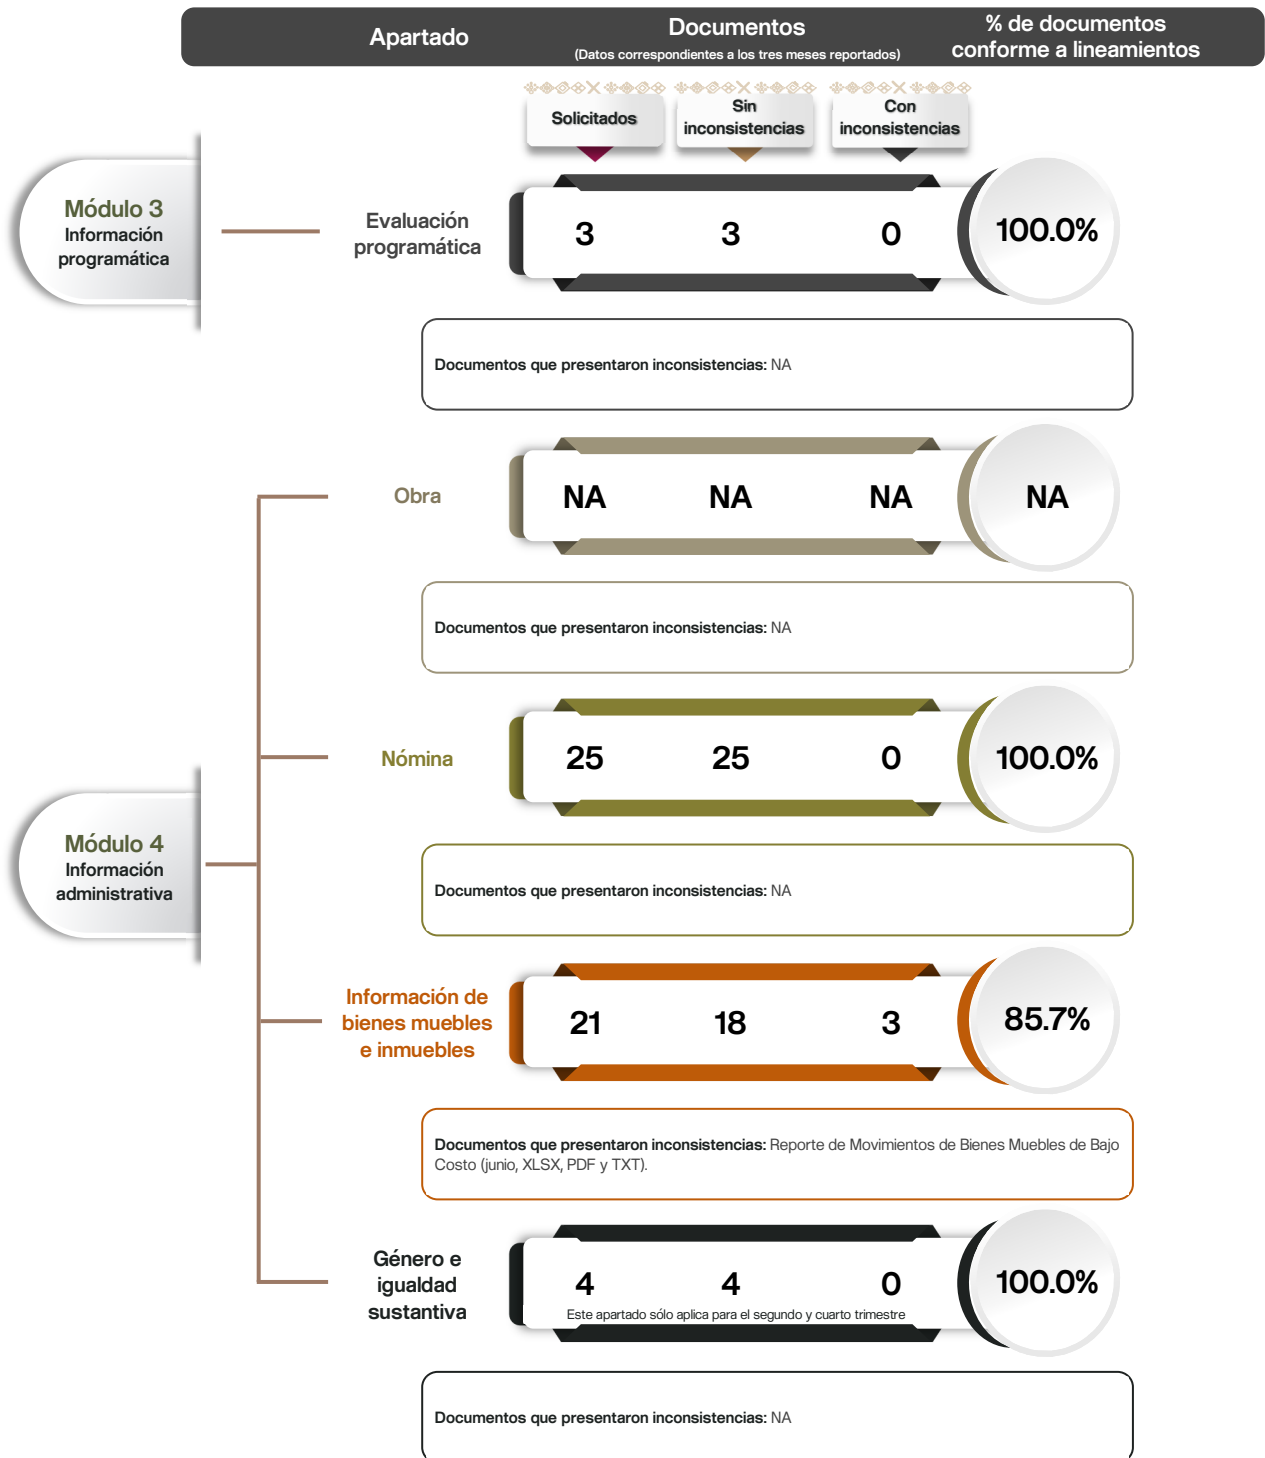 Apartado
Documentos
(Datos correspondientes a los tres meses reportados)
% de documentos
conforme a lineamientos
Solicitados
Sin
inconsistencias
Con
inconsistencias
Módulo 3
Información
programática
Evaluación
programática
3 3 0 100.0%
Documentos que presentaron inconsistencias: NA
Obra
NA NA NA NA
Documentos que presentaron inconsistencias: NA
Nómina
25 25 0 100.0%
Documentos que presentaron inconsistencias: NA
Módulo 4
Información
administrativa
Información de
bienes muebles
e inmuebles
21 18 3 85.7%
Documentos que presentaron inconsistencias: Reporte de Movimientos de Bienes Muebles de Bajo
Costo (junio, XLSX, PDF y TXT).
Género e
igualdad
sustantiva
4 4 0 100.0%
Este apartado sólo aplica para el segundo y cuarto trimestre
Documentos que presentaron inconsistencias: NA